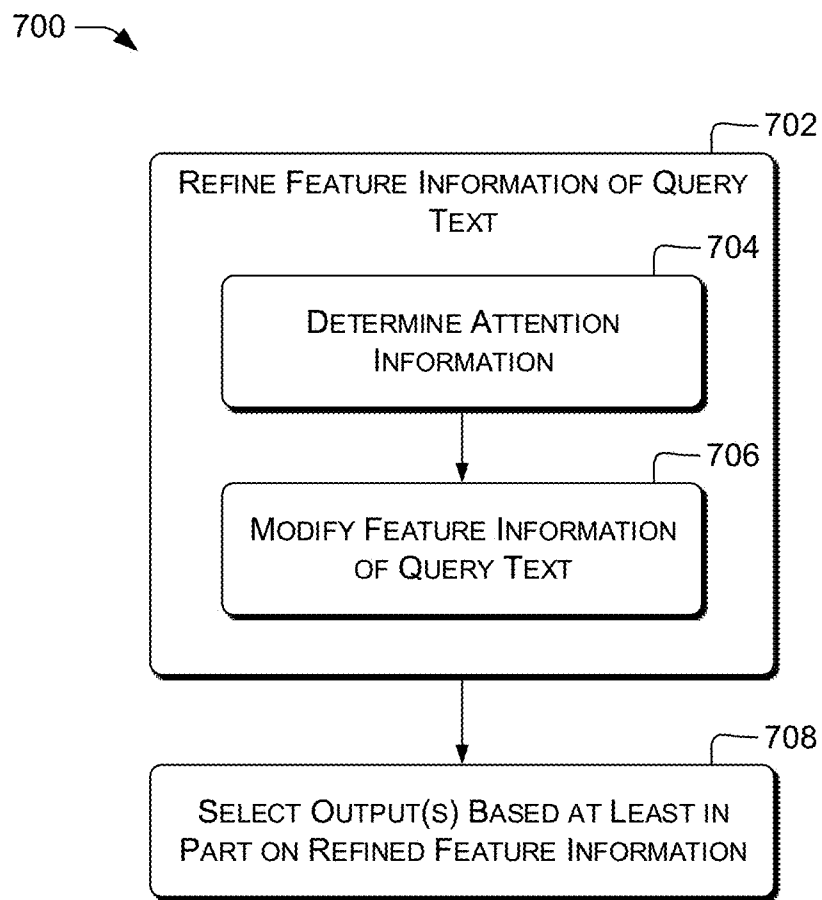 700
702
REFINE FEATURE INFORMATION OF QUERY
TEXT
704
DETERMINE ATTENTION
INFORMATION
706
MODIFY FEATURE INFORMATION
OF QUERY TEXT
708
SELECT OUTPUT(S) BASED AT LEAST IN
PART ON REFINED FEATURE INFORMATION